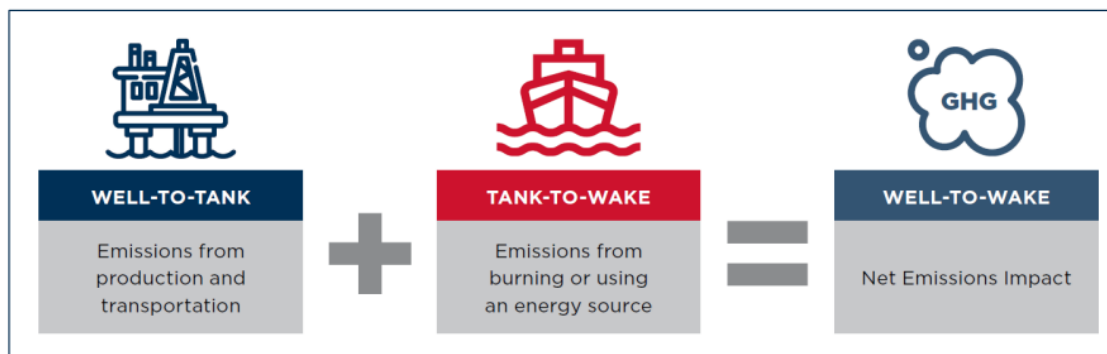 GHG
WELL-TO-TANK
Emissions from
production and
transportation
TANK-TO-WAKE
Emissions from
burning or using
an energy source
WELL-TO-WAKE
Net Emissions Impact